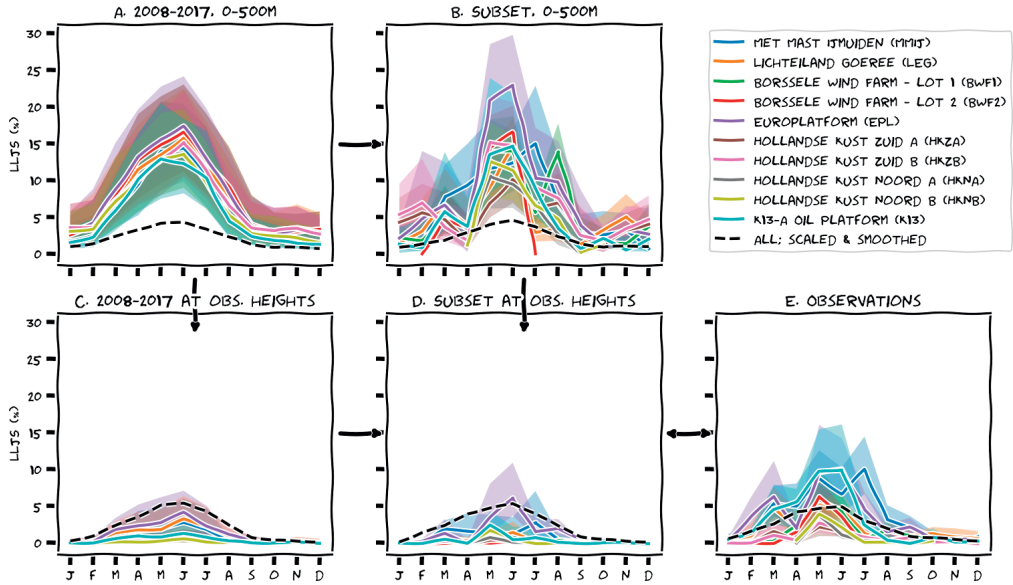 A. 2008-2017, 0-500M
B. SUBSET, 0-500M
30
25
20
15
10
5
0
LLJS (%)
MET MAST IJMUIDEN (MMIJ)
LICHTEILAND GOEREE (LEG)
BORSSELE WIND FARM - LOT 1 (BWF1)
BORSSELE WIND FARM - LOT 2 (BWF2)
EUROPLATFORM (EPL)
HOLLANDSE KUST ZUID A (HKZA)
HOLLANDSE KUST ZUID B (HKZB)
HOLLANDSE KUST NOORD A (HKNA)
HOLLANDSE KUST NOORD B (HKNB)
K13-A OIL PLATFORM (K13)
ALL; SCALED & SMOOTHED
C. 2008-2017 AT OBS. HEIGHTS
D. SUBSET AT OBS. HEIGHTS
E. OBSERVATIONS
30
25
20
15
10
5
0
LLJS (%)
J F M A M J J A S O N D
J F M A M J J A S O N D
J F M A M J J A S O N D